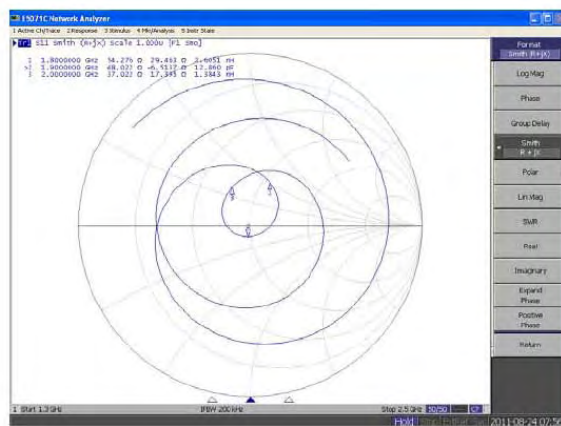 E5071C Network Analyzer
1 Active Ch/Trace 2 Response 3 Stimulus 4 Mkr/Analysis 5 Instr State
Tr1 S11 Smith (R+jX) Scale 1.000U [F1 Smo]
1 1.8000000 GHz 54.276 Ω 29.463 Ω 2.6051 nH
>2 1.9000000 GHz 48.027 Ω -6.5137 Ω 12.860 pF
3 2.0000000 GHz 37.022 Ω 17.395 Ω 1.3843 nH
Format
Smith (R+jX)
Log Mag
Phase
Group Delay
Smith
R + jX
Polar
Lin Mag
SWR
Real
Imaginary
Expand
Phase
Positive
Phase
Return
1 Start 1.3 GHz IFBW 200 kHz Stop 2.5 GHz
Hold 2011-08-24 07:56